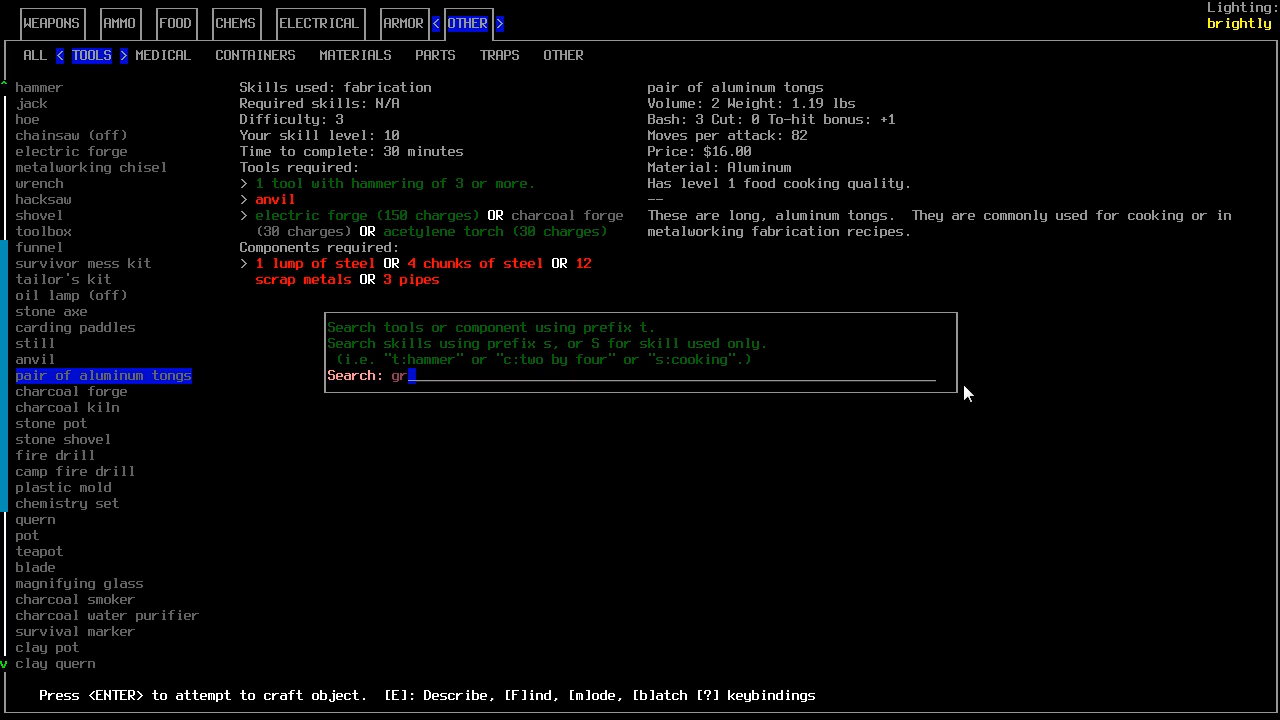 Lighting:
WEAPONS AMMO FOOD CHEMS ELECTRICAL ARMOR < OTHER > brightly
ALL < TOOLS > MEDICAL CONTAINERS MATERIALS PARTS TRAPS OTHER
^
hammer
jack
hoe
chainsaw (off)
electric forge
metalworking chisel
wrench
hacksaw
shovel
toolbox
funnel
survivor mess kit
tailor's kit
oil lamp (off)
stone axe
carding paddles
still
anvil
pair of aluminum tongs
charcoal forge
charcoal kiln
stone pot
stone shovel
fire drill
camp fire drill
plastic mold
chemistry set
quern
pot
teapot
blade
magnifying glass
charcoal smoker
charcoal water purifier
survival marker
clay pot
v clay quern
Skills used: fabrication
Required skills: N/A
Difficulty: 3
Your skill level: 10
Time to complete: 30 minutes
Tools required:
> 1 tool with hammering of 3 or more.
> anvil
> electric forge (150 charges) OR charcoal forge
(30 charges) OR acetylene torch (30 charges)
Components required:
> 1 lump of steel OR 4 chunks of steel OR 12
scrap metals OR 3 pipes
pair of aluminum tongs
Volume: 2 Weight: 1.19 lbs
Bash: 3 Cut: 0 To-hit bonus: +1
Moves per attack: 82
Price: $16.00
Material: Aluminum
Has level 1 food cooking quality.
--
These are long, aluminum tongs. They are commonly used for cooking or in
metalworking fabrication recipes.
Search tools or component using prefix t.
Search skills using prefix s, or S for skill used only.
(i.e. "t:hammer" or "c:two by four" or "s:cooking".)
Search: gr
Press <ENTER> to attempt to craft object. [E]: Describe, [F]ind, [m]ode, [b]atch [?] keybindings